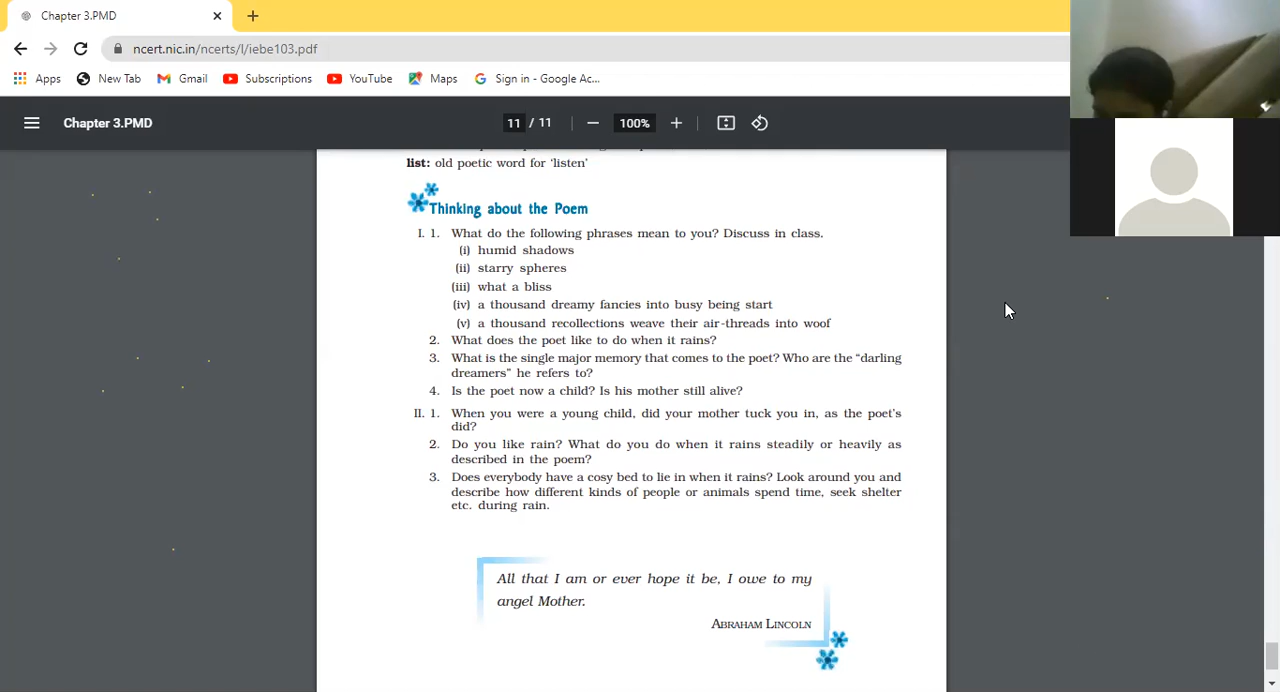 Chapter 3.PMD
ncert.nic.in/ncerts/l/iebe103.pdf
Apps New Tab Gmail Subscriptions YouTube Maps Sign in - Google Ac...
Chapter 3.PMD 11 / 11 100%
list: old poetic word for ‘listen’
Thinking about the Poem
I. 1. What do the following phrases mean to you? Discuss in class.
(i) humid shadows
(ii) starry spheres
(iii) what a bliss
(iv) a thousand dreamy fancies into busy being start
(v) a thousand recollections weave their air-threads into woof
2. What does the poet like to do when it rains?
3. What is the single major memory that comes to the poet? Who are the “darling
dreamers” he refers to?
4. Is the poet now a child? Is his mother still alive?
II. 1. When you were a young child, did your mother tuck you in, as the poet’s
did?
2. Do you like rain? What do you do when it rains steadily or heavily as
described in the poem?
3. Does everybody have a cosy bed to lie in when it rains? Look around you and
describe how different kinds of people or animals spend time, seek shelter
etc. during rain.
All that I am or ever hope it be, I owe to my
angel Mother.
ABRAHAM LINCOLN